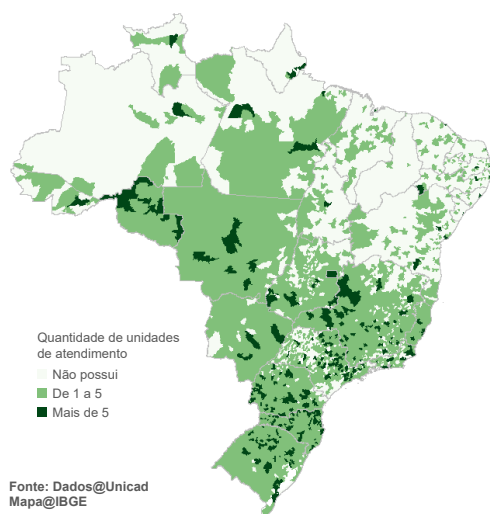 Quantidade de unidades
de atendimento
Não possui
De 1 a 5
Mais de 5
Fonte: Dados@Unicad
Mapa@IBGE